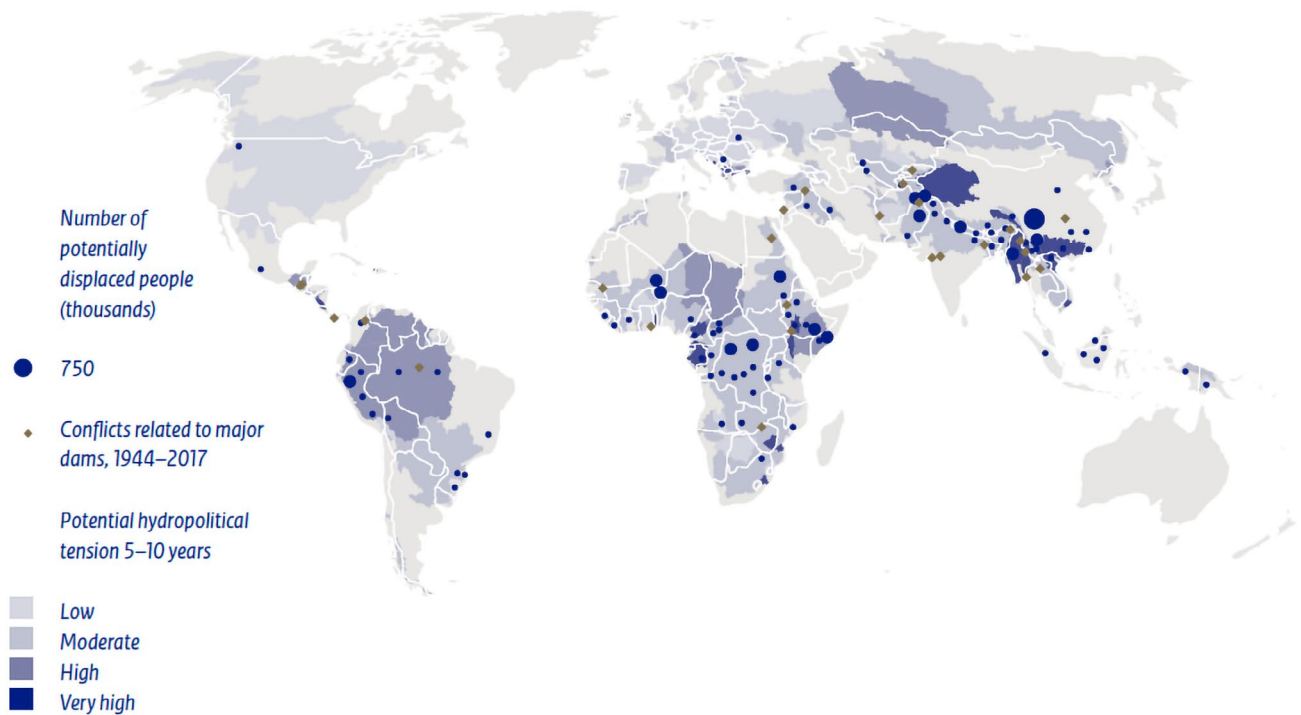 Number of
potentially
displaced people
(thousands)
750
Conflicts related to major
dams, 1944–2017
Potential hydropolitical
tension 5–10 years
Low
Moderate
High
Very high